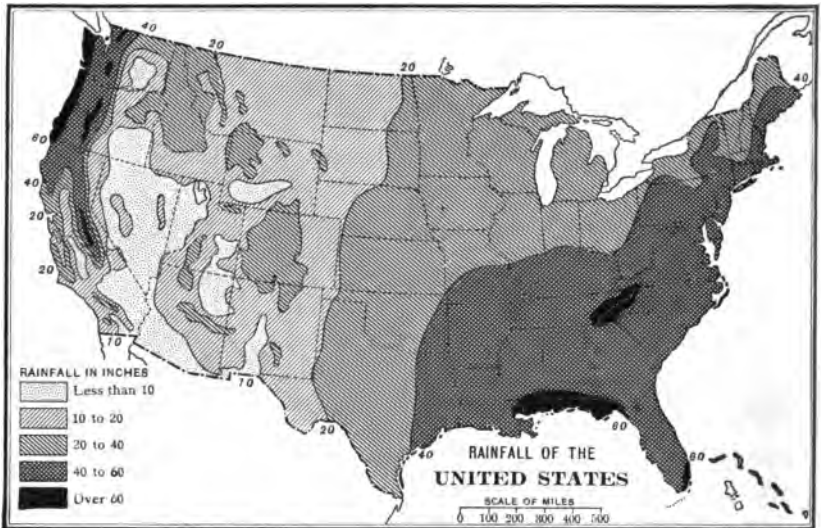 40
20
20
40
60
40
20
20
10
RAINFALL IN INCHES
Less than 10
10 to 20
20 to 40
40 to 60
Over 60
10
20
40
60
60
RAINFALL OF THE
UNITED STATES
SCALE OF MILES
0 100 200 300 400 500